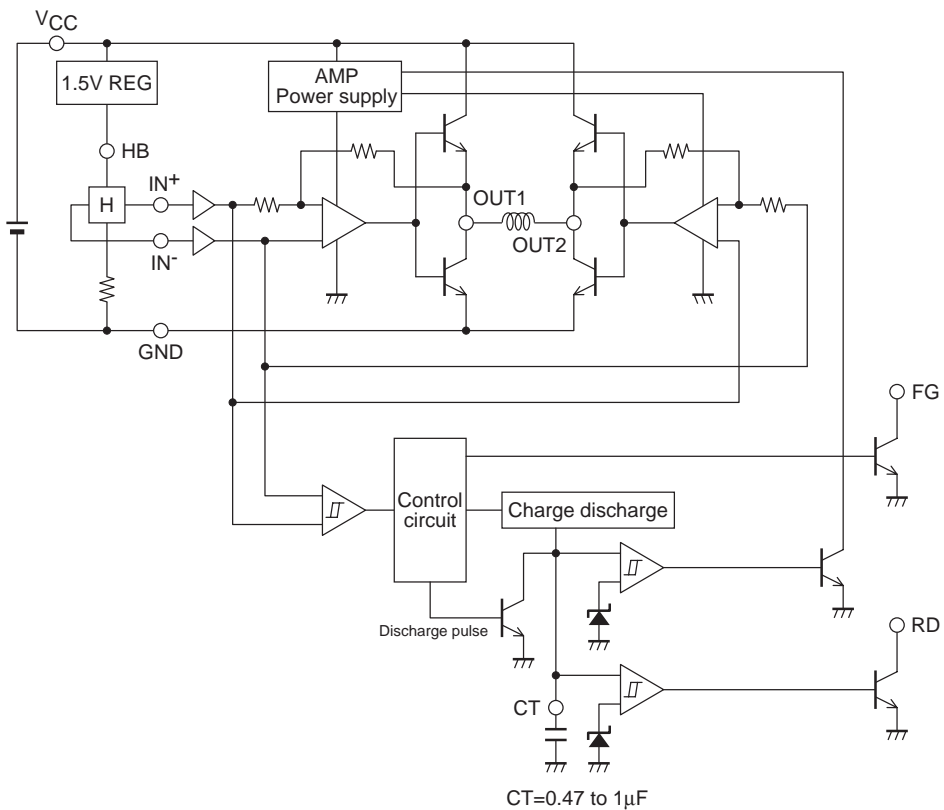 VCC
1.5V REG
AMP
Power supply
HB
IN+
H
OUT1
OUT2
IN-
GND
FG
Control
circuit
Charge discharge
Discharge pulse
RD
CT
CT=0.47 to 1μF